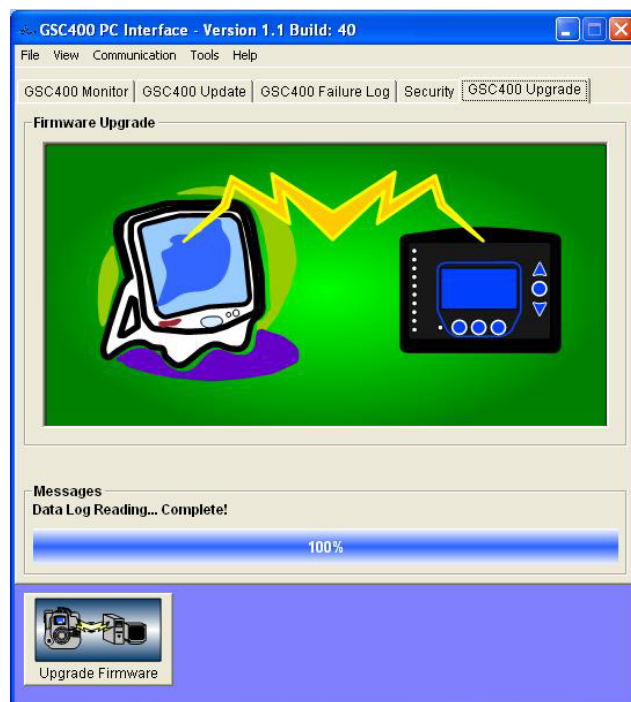 GSC400 PC Interface - Version 1.1 Build: 40
File View Communication Tools Help
GSC400 Monitor GSC400 Update GSC400 Failure Log Security GSC400 Upgrade
Firmware Upgrade
Messages
Data Log Reading... Complete!
100%
Upgrade Firmware